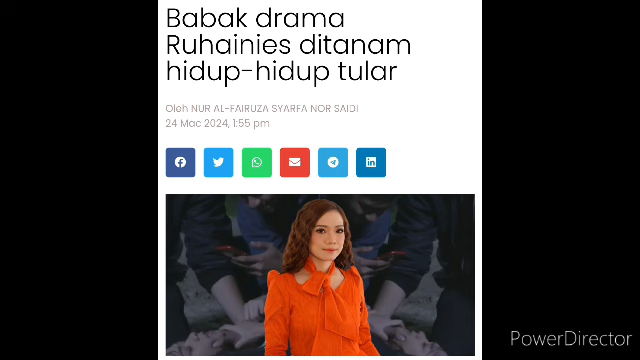 Babak drama
Ruhainies ditanam
hidup-hidup tular
Oleh NUR AL-FAIRUZA SYARFA NOR SAIDI
24 Mac 2024, 1:55 pm
PowerDirector